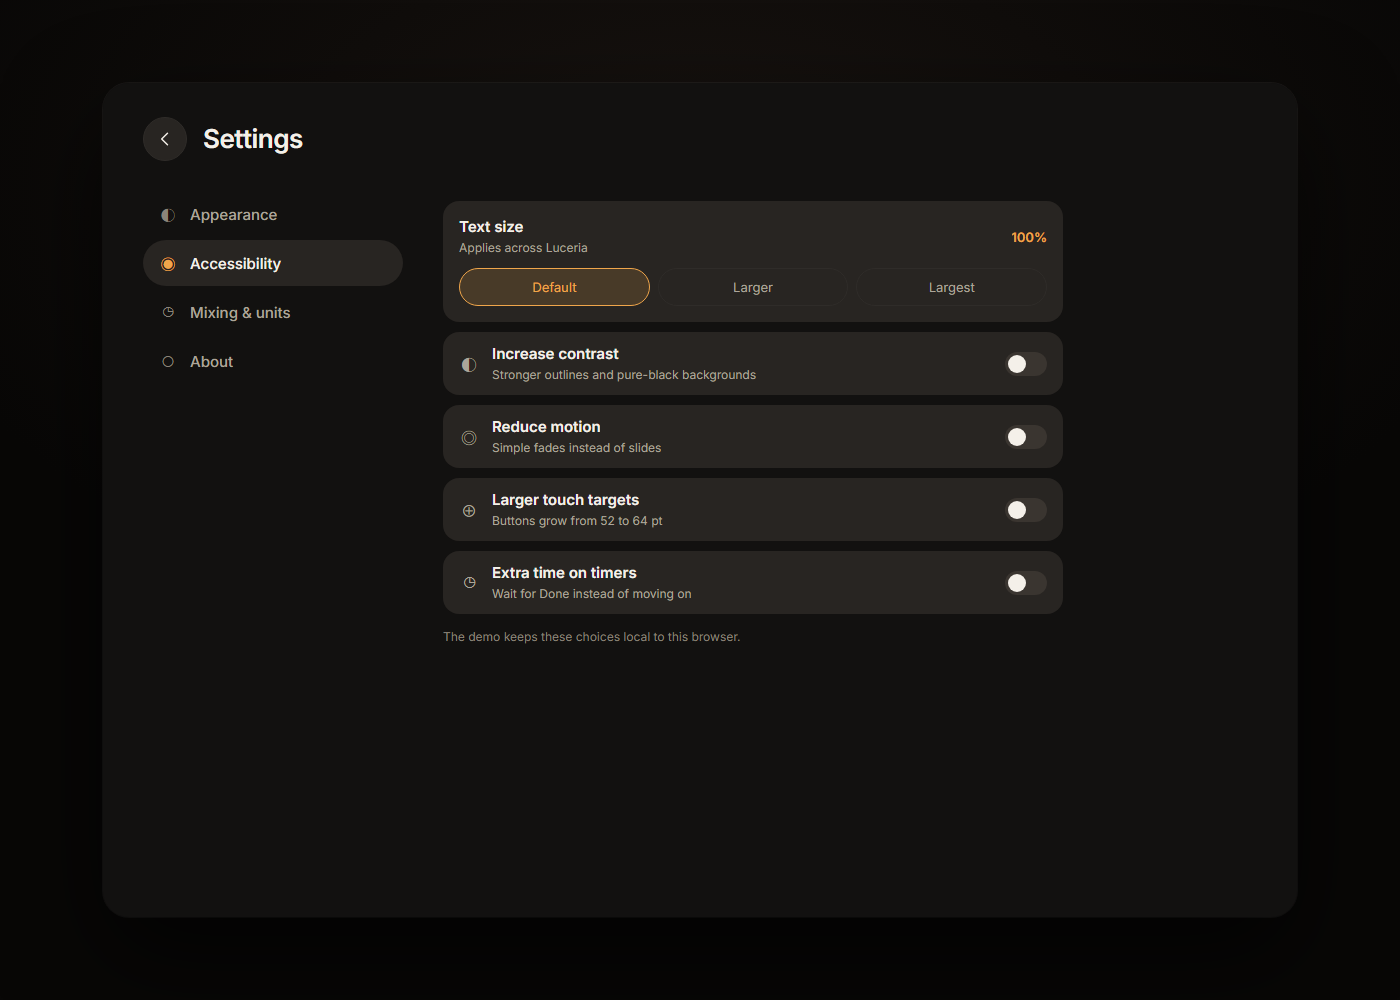 Settings
Appearance
Accessibility
Mixing & units
About
Text size
Applies across Luceria
100%
Default
Larger
Largest
Increase contrast
Stronger outlines and pure-black backgrounds
Reduce motion
Simple fades instead of slides
Larger touch targets
Buttons grow from 52 to 64 pt
Extra time on timers
Wait for Done instead of moving on
The demo keeps these choices local to this browser.